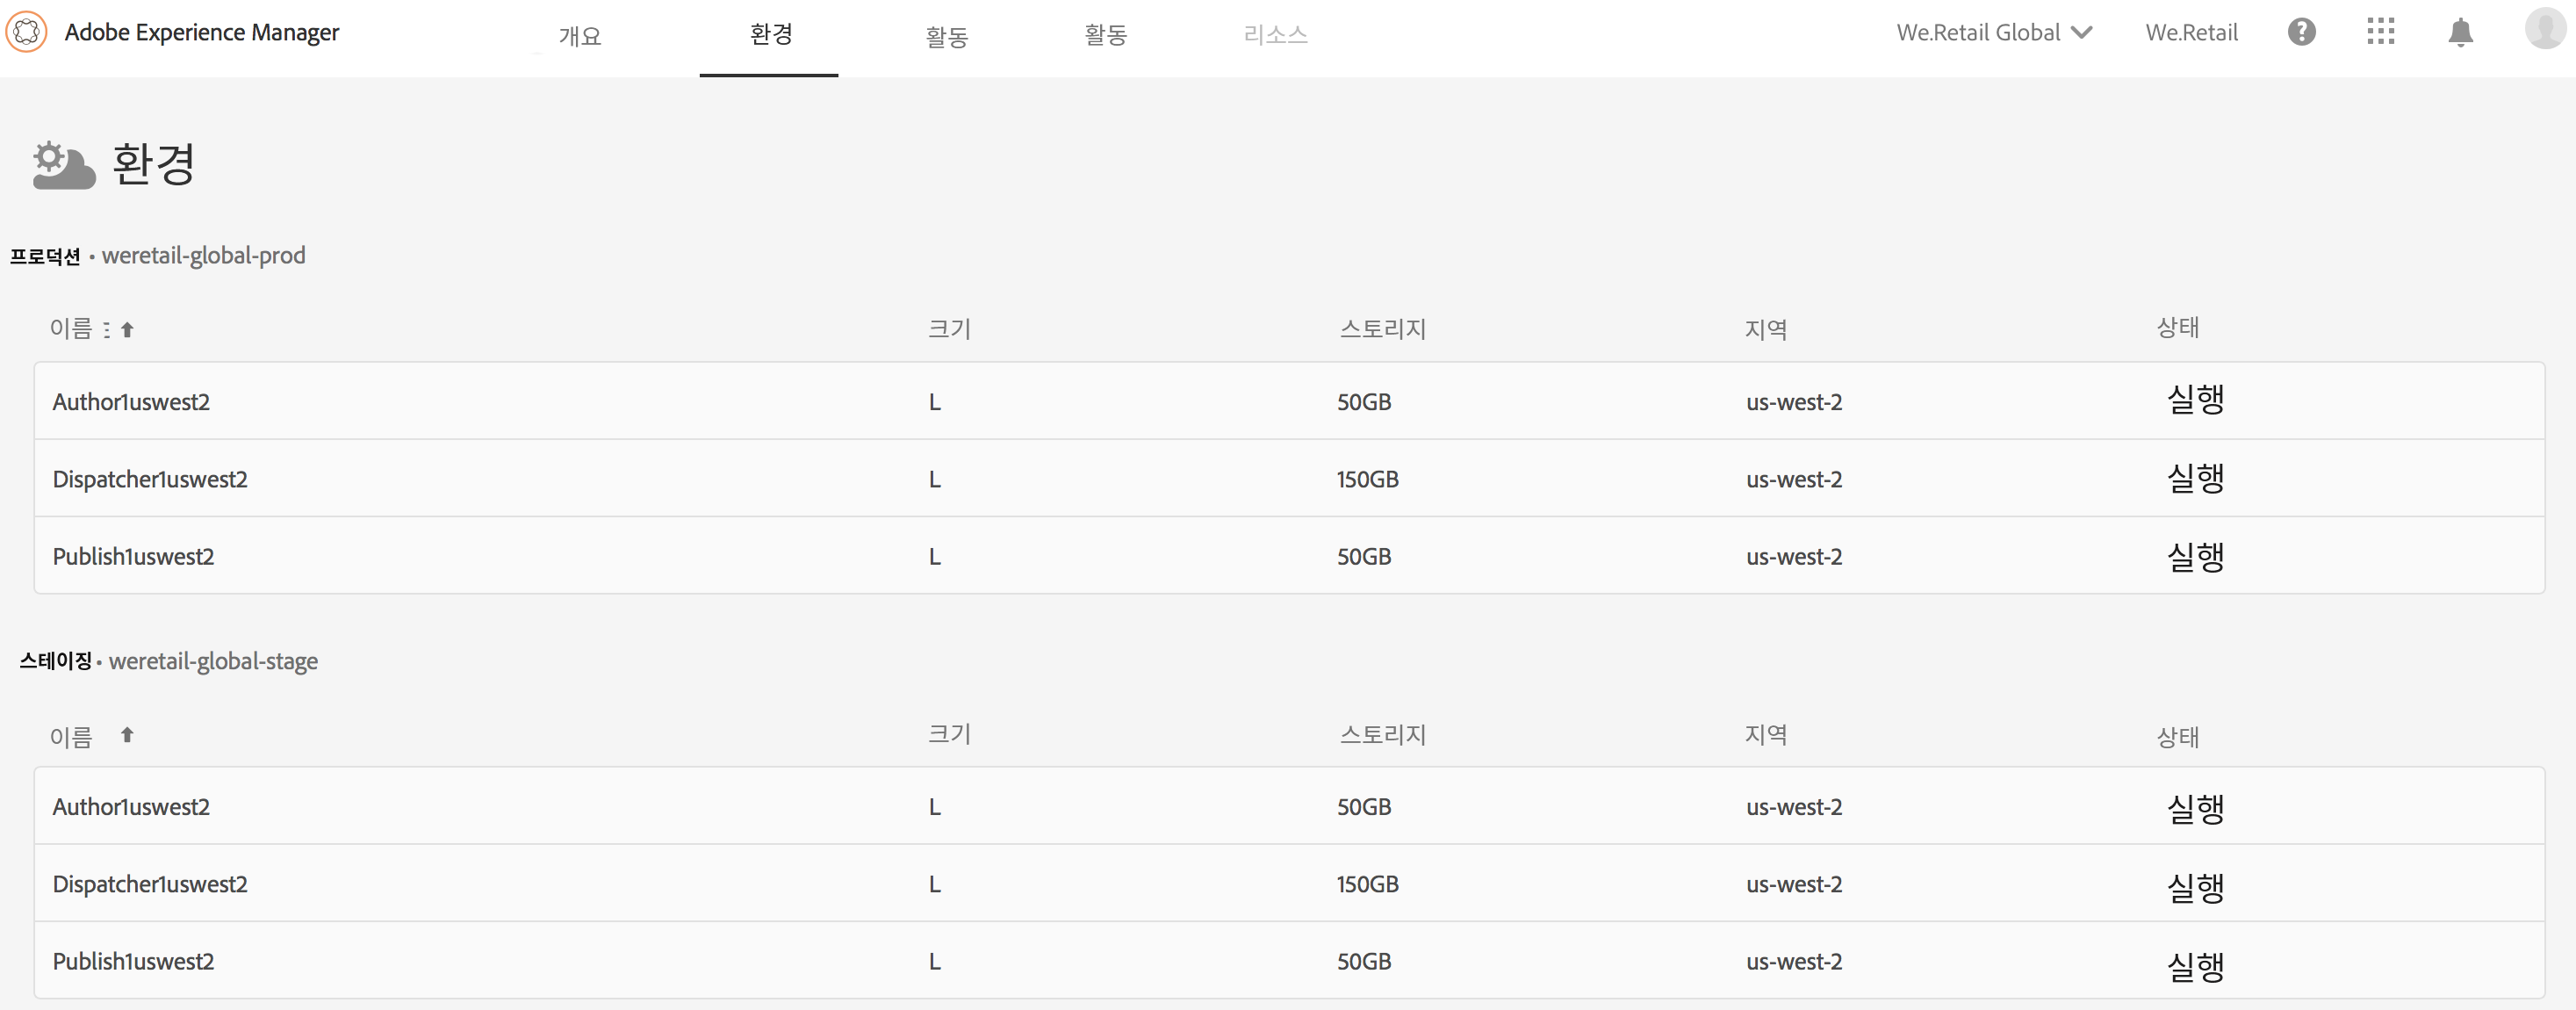 Adobe Experience Manager 개요 환경 활동 활동 리소스 We.Retail Global We.Retail
환경
프로덕션 • weretail-global-prod
이름 크기 스토리지 지역 상태
Author1uswest2 L 50GB us-west-2 실행
Dispatcher1uswest2 L 150GB us-west-2 실행
Publish1uswest2 L 50GB us-west-2 실행
스테이징 • weretail-global-stage
이름 크기 스토리지 지역 상태
Author1uswest2 L 50GB us-west-2 실행
Dispatcher1uswest2 L 150GB us-west-2 실행
Publish1uswest2 L 50GB us-west-2 실행